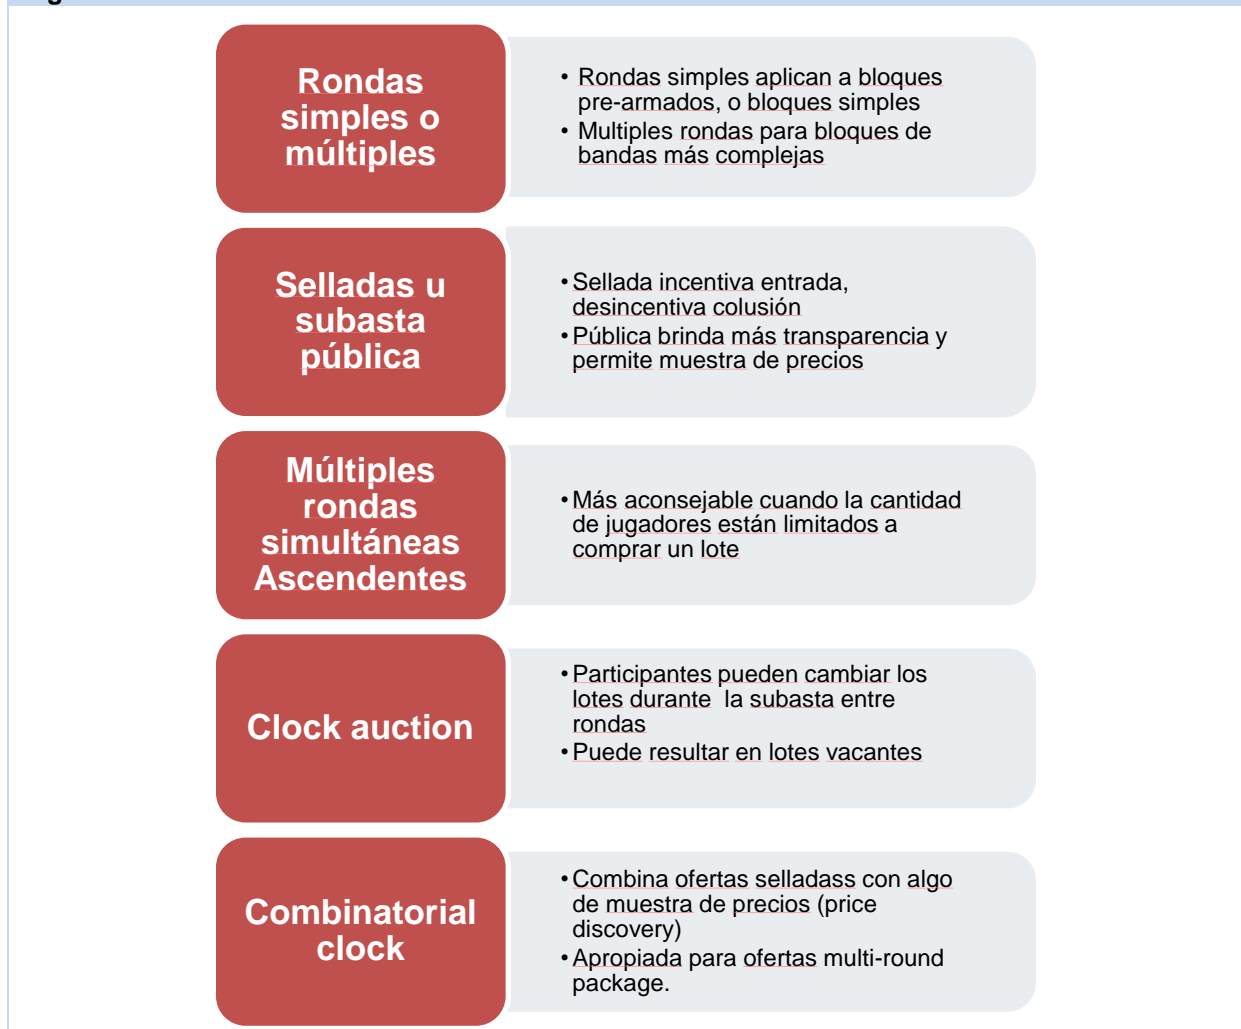 Rondas
simples o
múltiples
• Rondas simples aplican a bloques
pre-armados, o bloques simples
• Multiples rondas para bloques de
bandas más complejas
Selladas u
subasta
pública
• Sellada incentiva entrada,
desincentiva colusión
• Pública brinda más transparencia y
permite muestra de precios
Múltiples
rondas
simultáneas
Ascendentes
• Más aconsejable cuando la cantidad
de jugadores están limitados a
comprar un lote
Clock auction
• Participantes pueden cambiar los
lotes durante  la subasta entre
rondas
• Puede resultar en lotes vacantes
Combinatorial
clock
• Combina ofertas selladass con algo
de muestra de precios (price
discovery)
• Apropiada para ofertas multi-round
package.